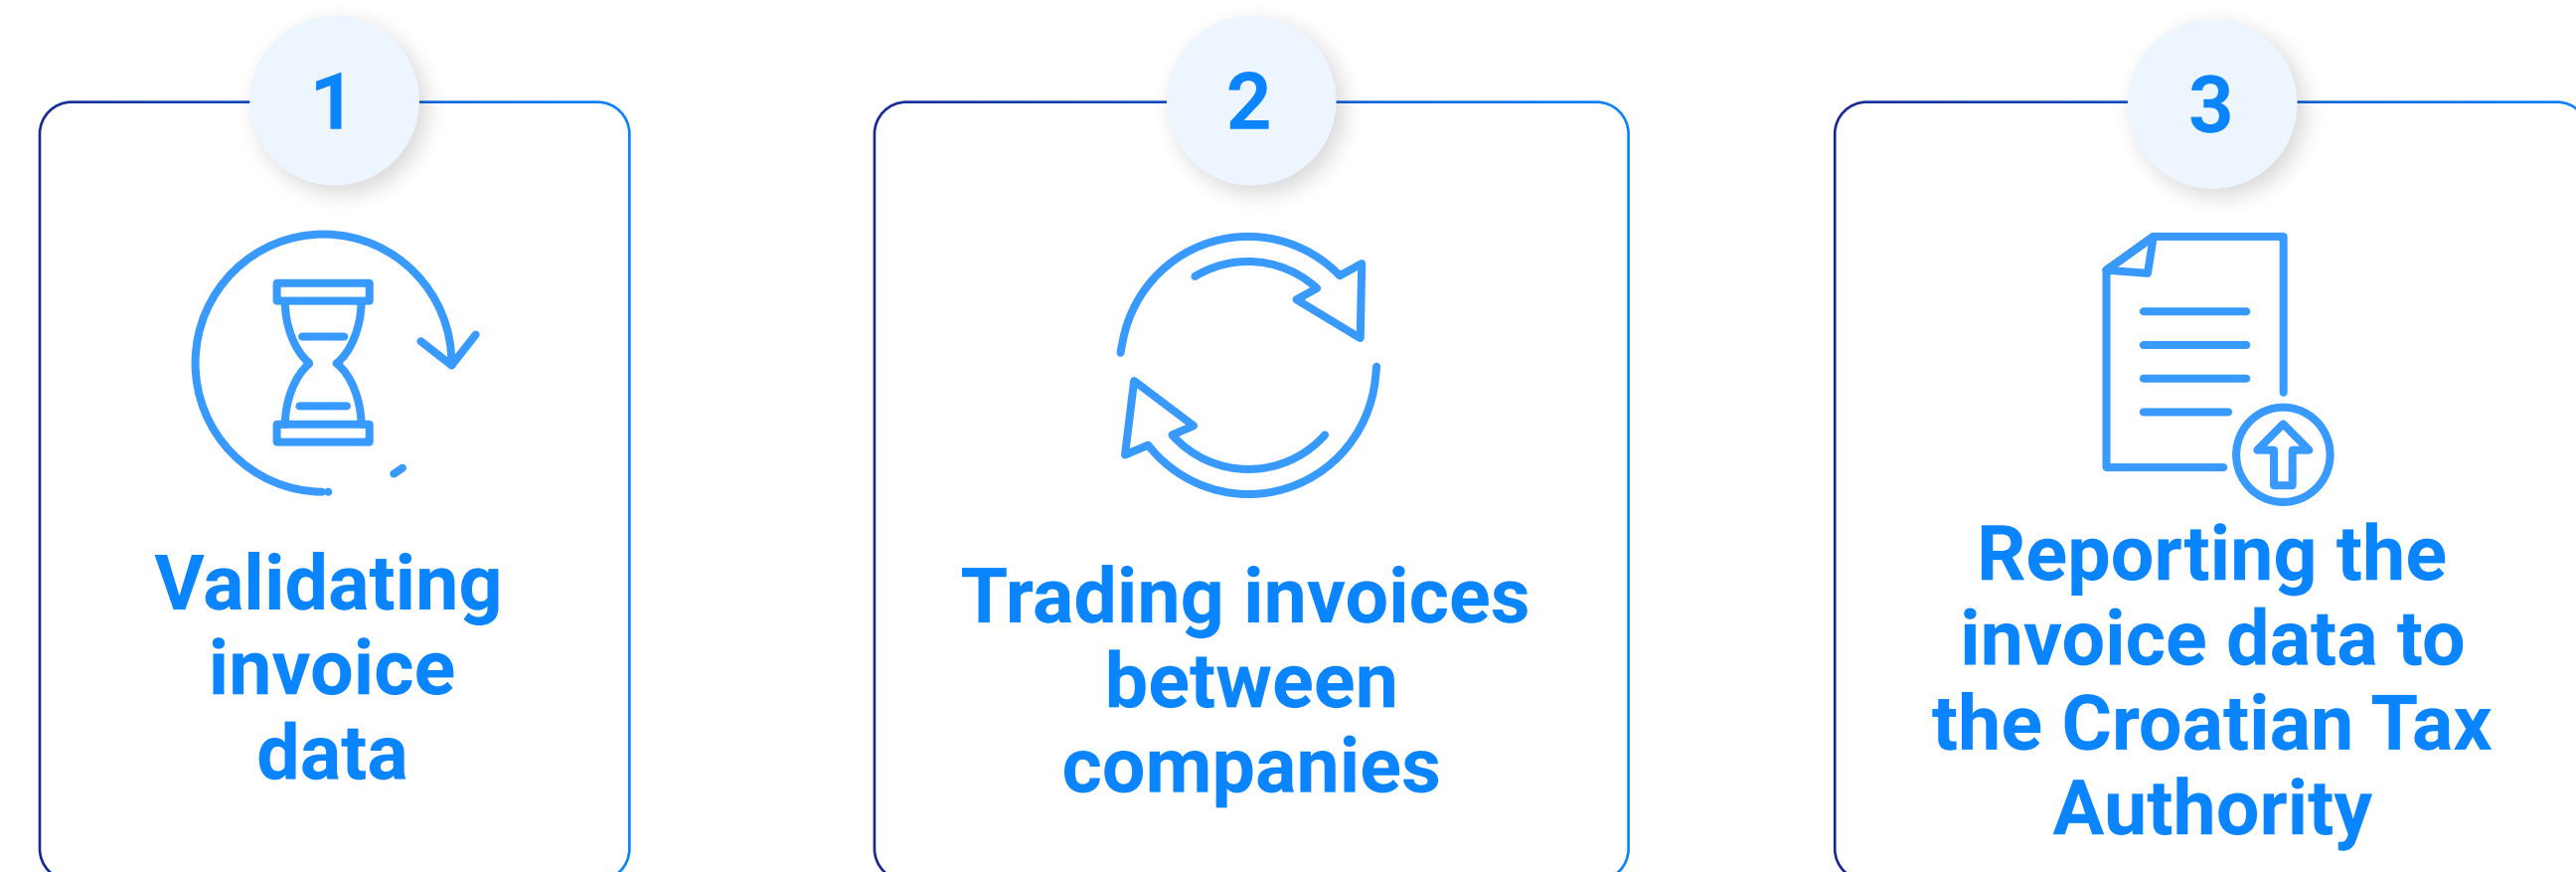 1
Validating
invoice
data
2
Trading invoices
between
companies
3
Reporting the
invoice data to
the Croatian Tax
Authority